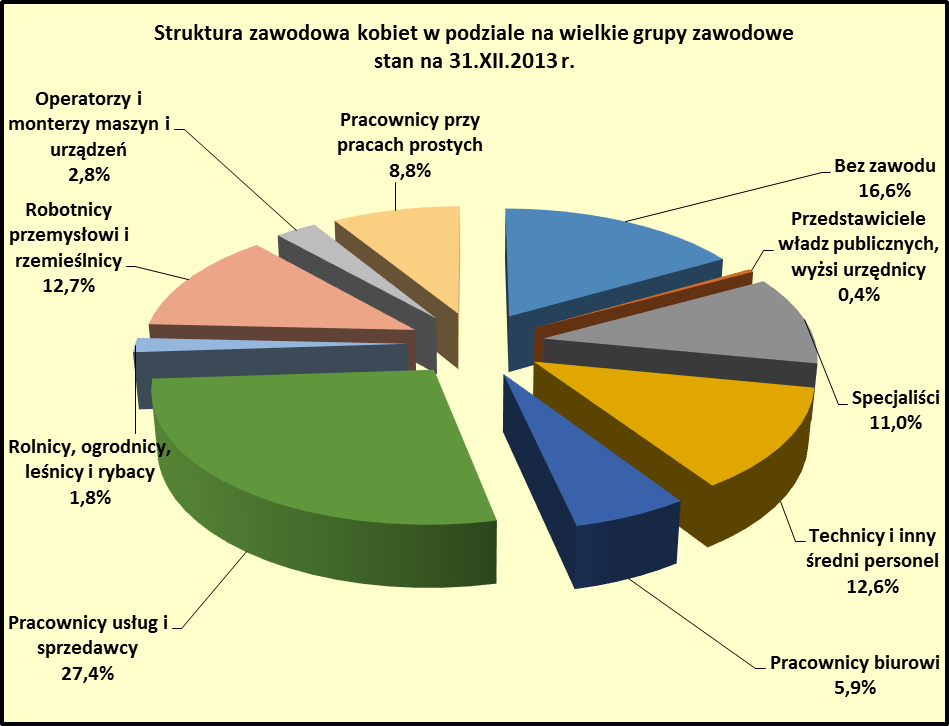 Struktura zawodowa kobiet w podziale na wielkie grupy zawodowe
stan na 31.XII.2013 r.
Operatorzy i
monterzy maszyn i
urządzeń
2,8%
Pracownicy przy
pracach prostych
8,8%
Bez zawodu
16,6%
Robotnicy
przemysłowi i
rzemieślnicy
12,7%
Przedstawiciele
władz publicznych,
wyżsi urzędnicy
0,4%
Specjaliści
11,0%
Rolnicy, ogrodnicy,
leśnicy i rybacy
1,8%
Technicy i inny
średni personel
12,6%
Pracownicy usług i
sprzedawcy
27,4%
Pracownicy biurowi
5,9%